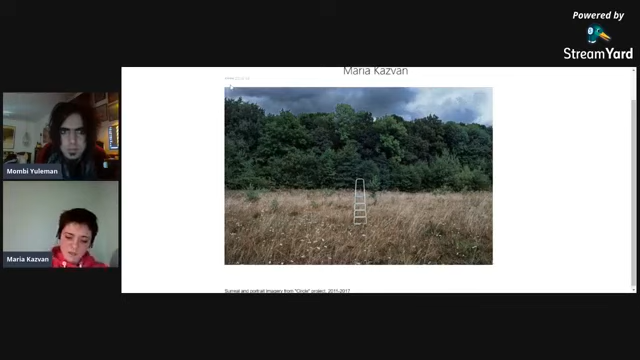 Powered by
StreamYard
Maria Kazvan
Mombi Yuleman
Maria Kazvan
Surreal and portrait imagery from "Circle" project, 2011-2017